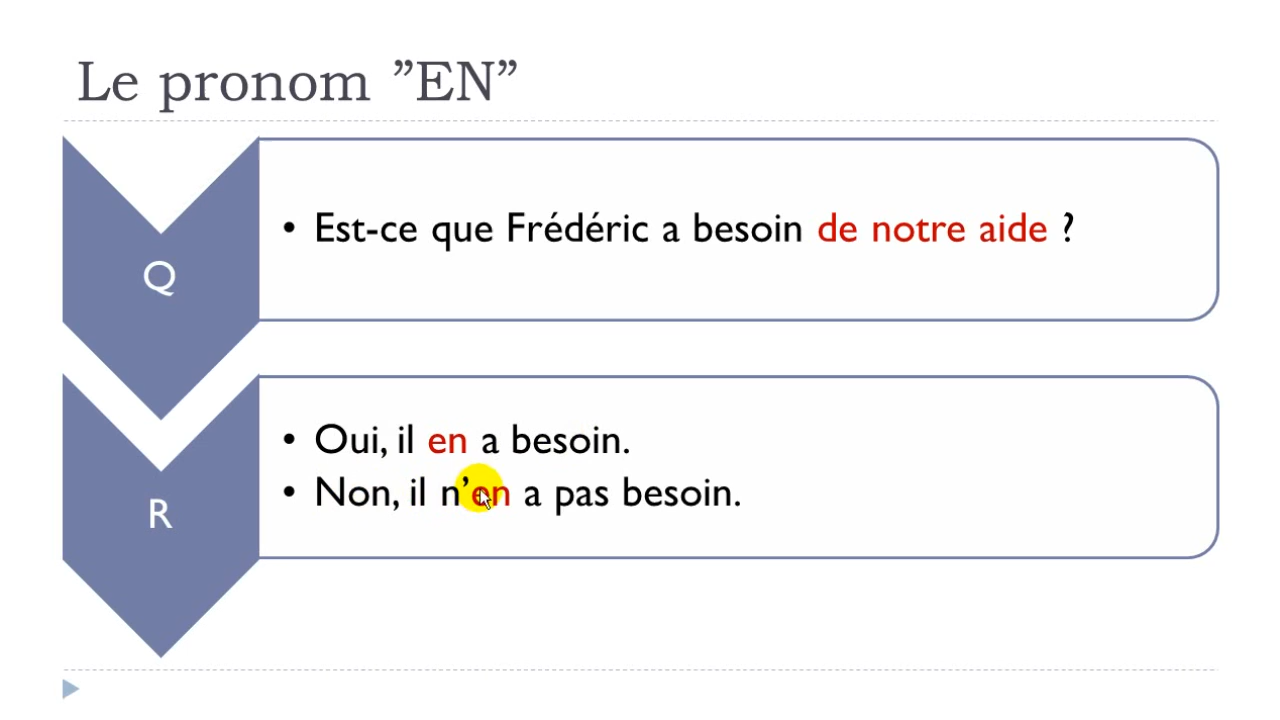 Le pronom ”EN”
Q
• Est-ce que Frédéric a besoin de notre aide ?
R
• Oui, il en a besoin.
• Non, il n’en a pas besoin.